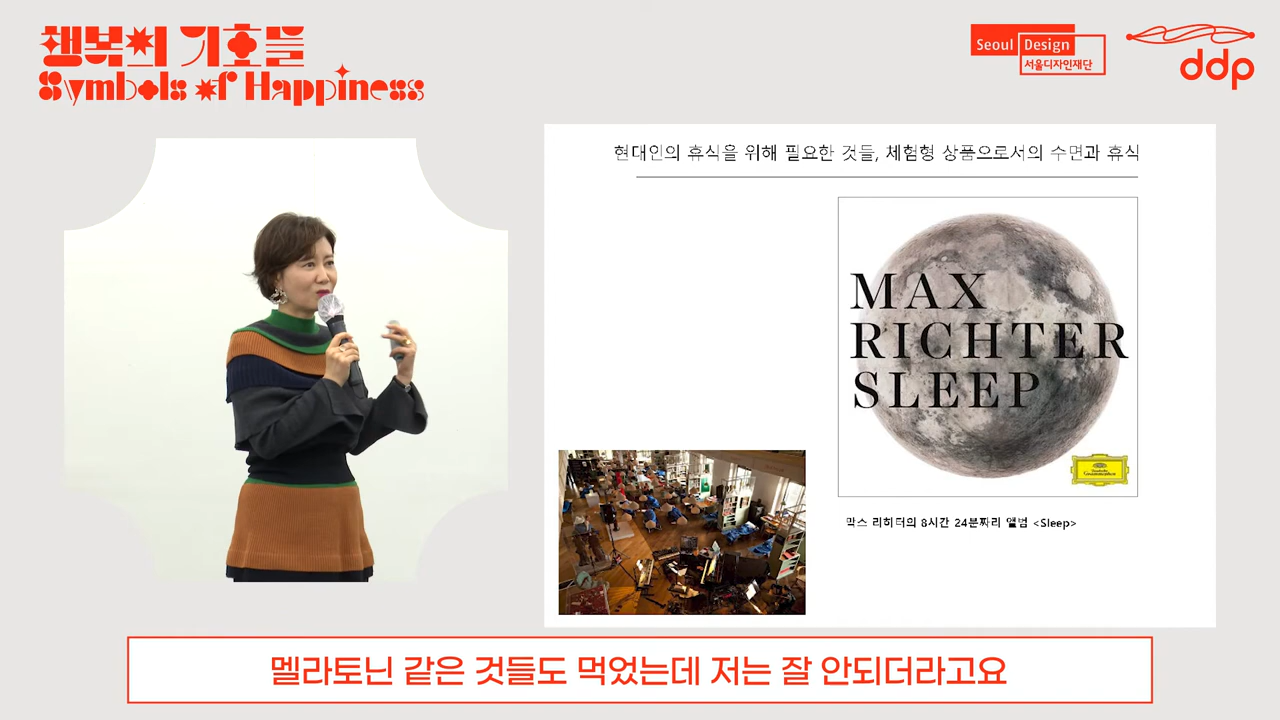 행복의 기호들
Symbols of Happiness
Seoul Design
서울디자인재단
ddp
현대인의 휴식을 위해 필요한 것들, 체험형 상품으로서의 수면과 휴식
MAX
RICHTER
SLEEP
Deutsche
Grammophon
막스 리히터의 8시간 24분짜리 앨범 <Sleep>
멜라토닌 같은 것들도 먹었는데 저는 잘 안되더라고요